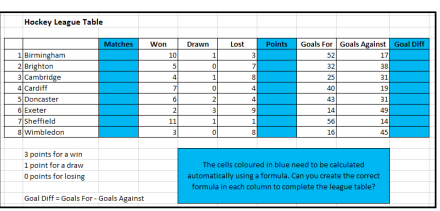 Hockey League Table
Matches Won Drawn Lost Points Goals For Goals Against Goal Diff
1 Birmingham 10 1 3 52 17
2 Brighton 5 0 7 32 38
3 Cambridge 4 1 8 25 31
4 Cardiff 7 0 4 40 19
5 Doncaster 6 2 4 43 31
6 Exeter 2 3 9 14 49
7 Sheffield 11 1 1 56 14
8 Wimbledon 3 0 8 16 45
3 points for a win
1 point for a draw
0 points for losing
Goal Diff = Goals For - Goals Against
The cells coloured in blue need to be calculated
automatically using a formula. Can you create the correct
formula in each column to complete the league table?